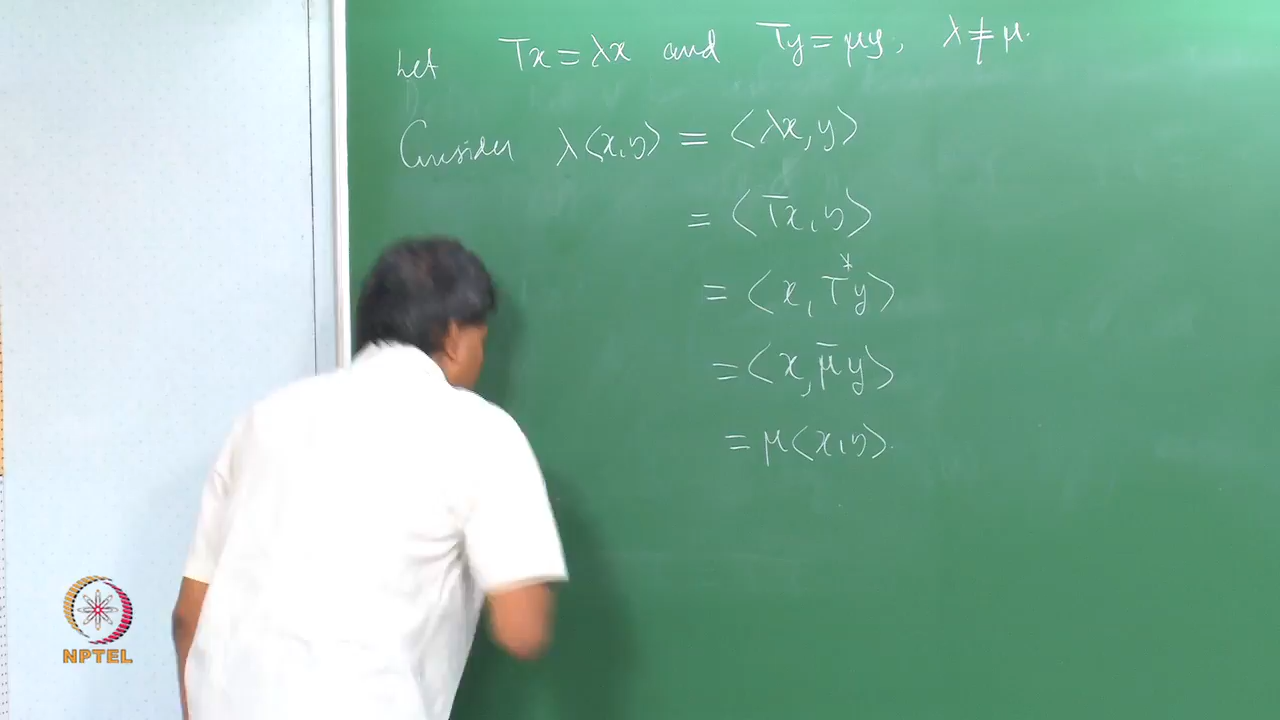 Let Tx = λx and Ty = μy, λ ≠ μ.
Consider λ⟨x,y⟩ = ⟨λx, y⟩
= ⟨Tx, y⟩
= ⟨x, T*y⟩
= ⟨x, μ̄y⟩
= μ⟨x,y⟩.
NPTEL